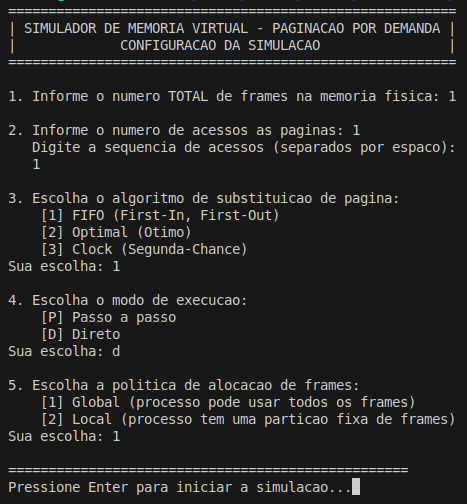 ========================================================
| SIMULADOR DE MEMORIA VIRTUAL - PAGINACAO POR DEMANDA |
|             CONFIGURACAO DA SIMULACAO                |
========================================================

1. Informe o numero TOTAL de frames na memoria fisica: 1

2. Informe o numero de acessos as paginas: 1
   Digite a sequencia de acessos (separados por espaco):
   1

3. Escolha o algoritmo de substituicao de pagina:
    [1] FIFO (First-In, First-Out)
    [2] Optimal (Otimo)
    [3] Clock (Segunda-Chance)
Sua escolha: 1

4. Escolha o modo de execucao:
    [P] Passo a passo
    [D] Direto
Sua escolha: d

5. Escolha a politica de alocacao de frames:
    [1] Global (processo pode usar todos os frames)
    [2] Local (processo tem uma particao fixa de frames)
Sua escolha: 1

==================================================
Pressione Enter para iniciar a simulacao...